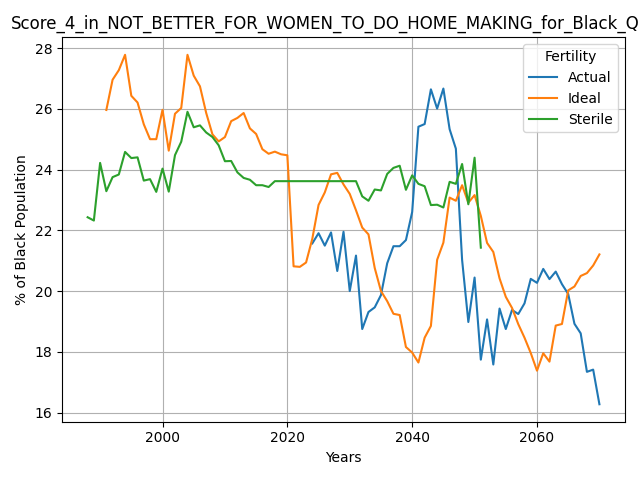 Score_4_in_NOT_BETTER_FOR_WOMEN_TO_DO_HOME_MAKING_for_Black_Q
28
26
24
22
20
18
16
% of Black Population
Fertility
Actual
Ideal
Sterile
2000 2020 2040 2060
Years